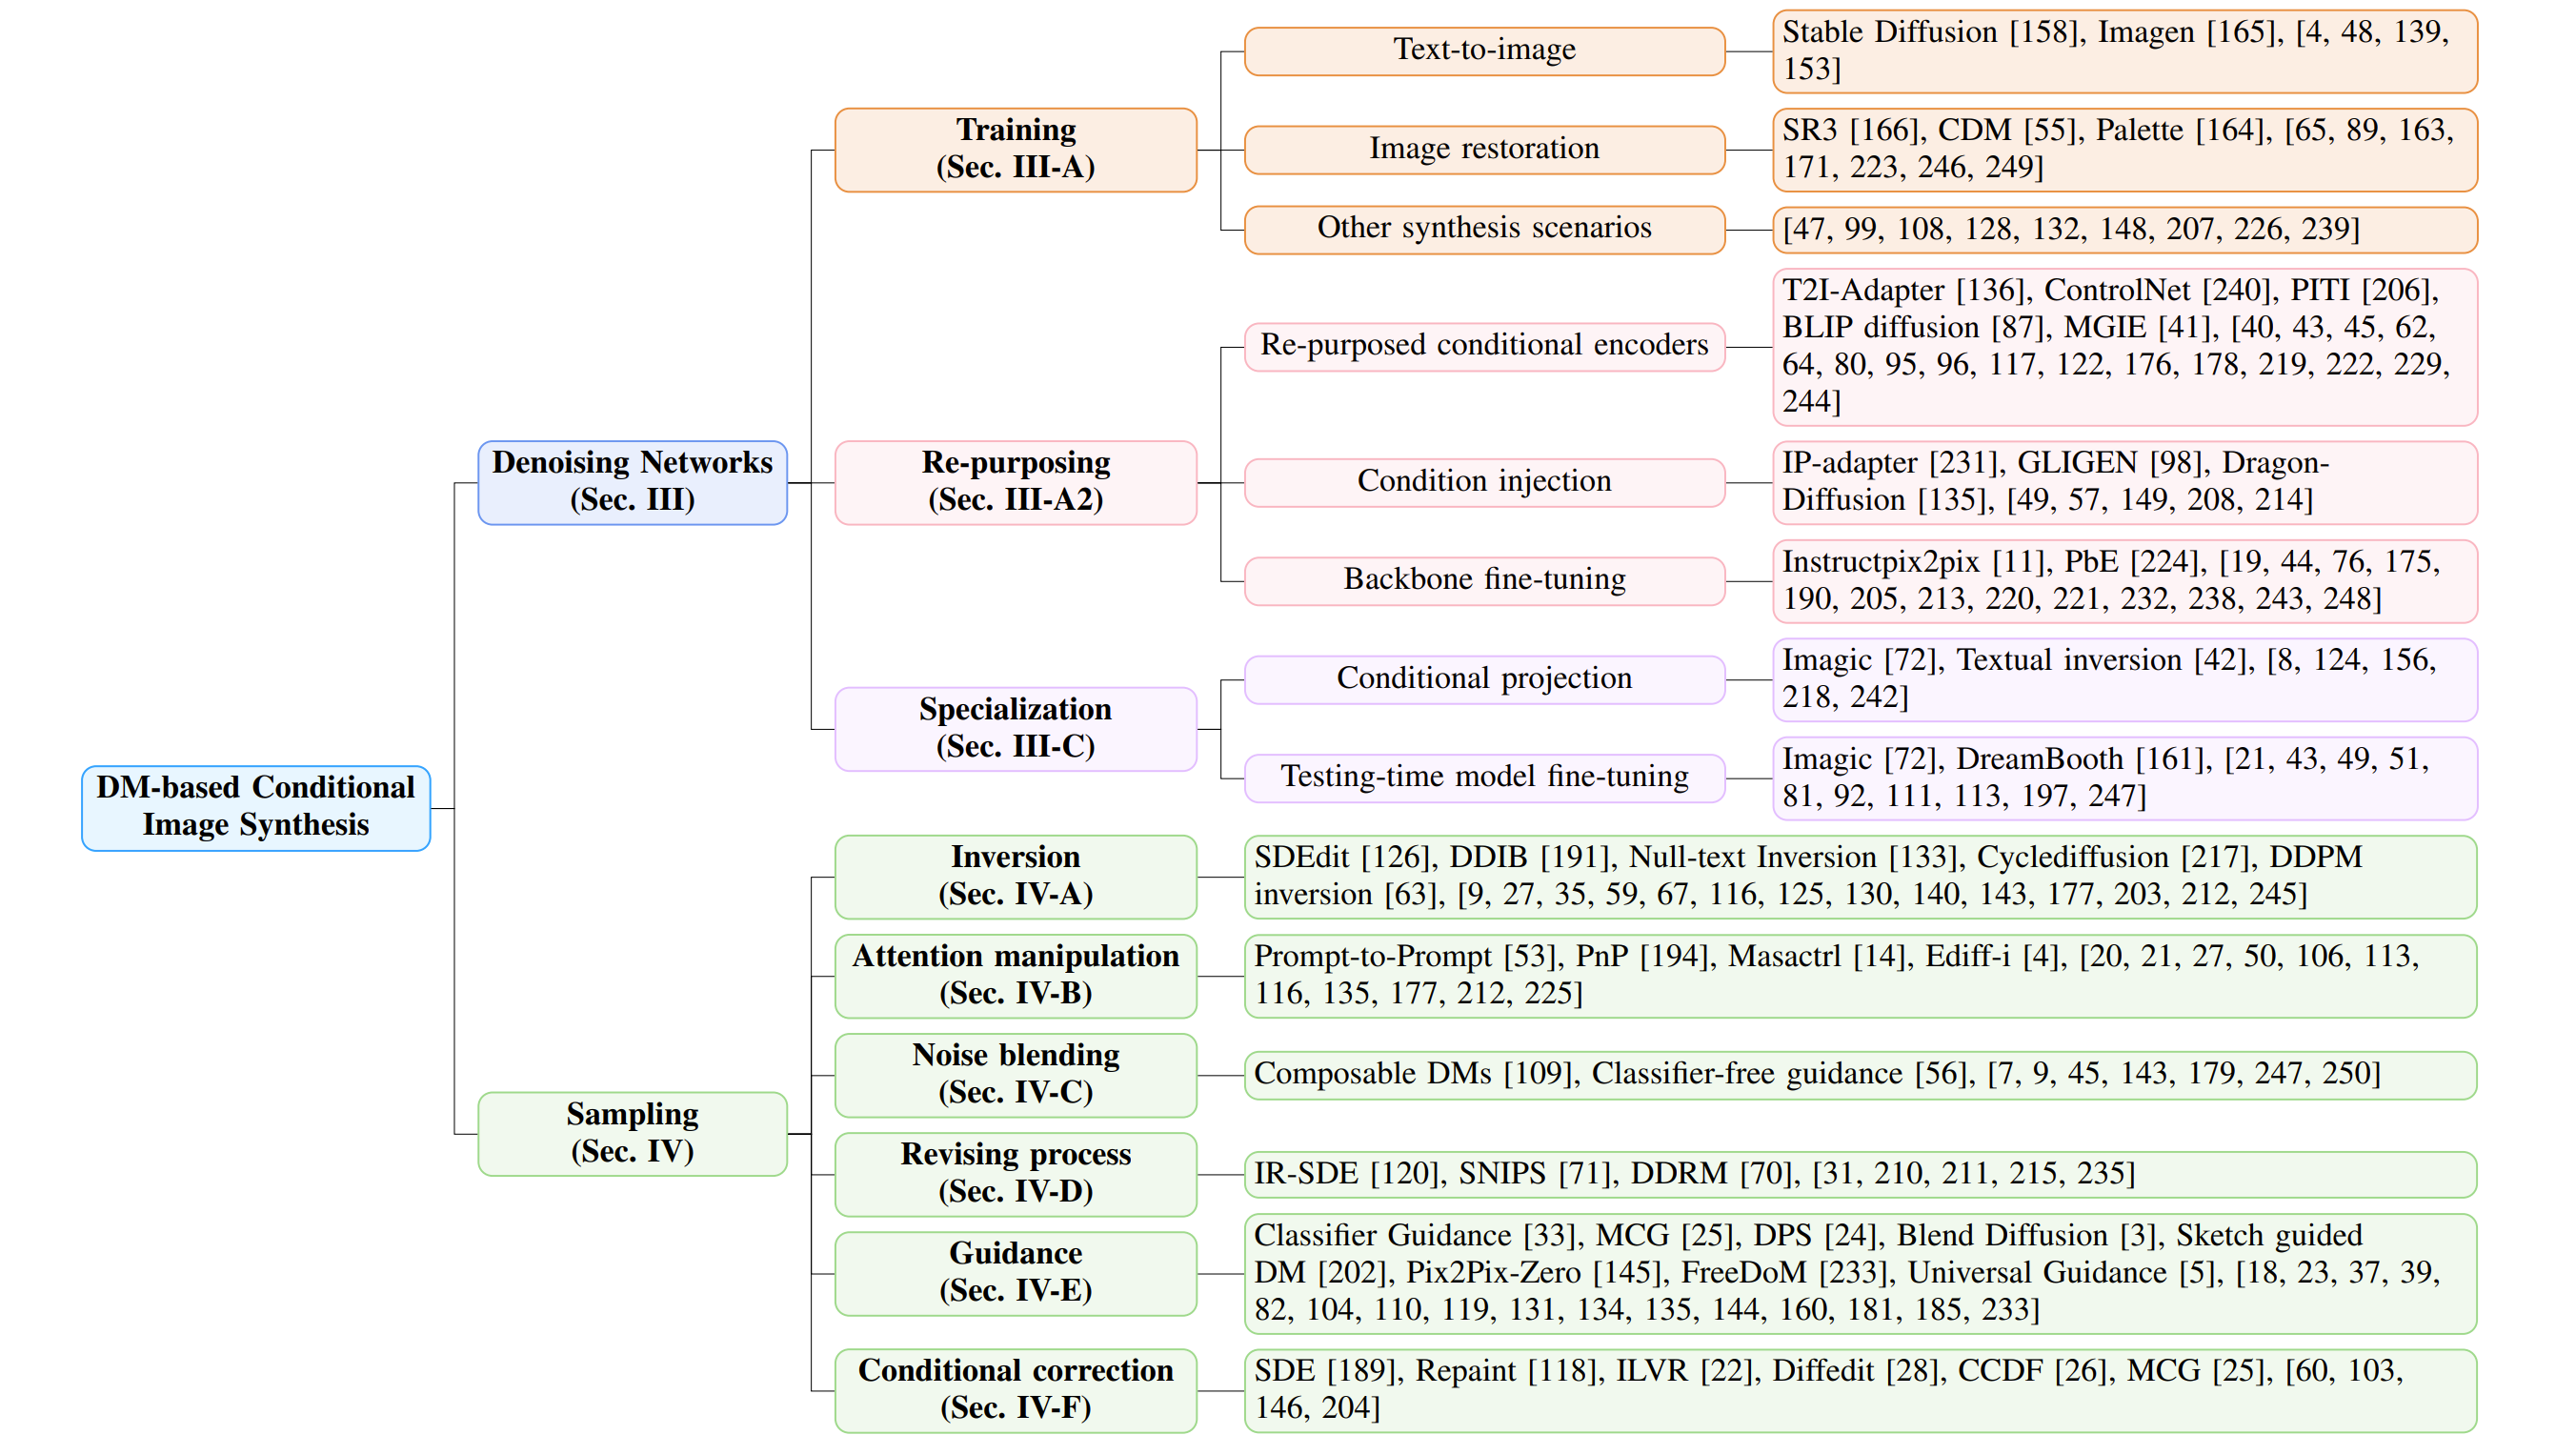 DM-based Conditional
Image Synthesis
Denoising Networks
(Sec. III)
Training
(Sec. III-A)
Text-to-image
Stable Diffusion [158], Imagen [165], [4, 48, 139,
153]
Image restoration
SR3 [166], CDM [55], Palette [164], [65, 89, 163,
171, 223, 246, 249]
Other synthesis scenarios
[47, 99, 108, 128, 132, 148, 207, 226, 239]
Re-purposing
(Sec. III-A2)
Re-purposed conditional encoders
T2I-Adapter [136], ControlNet [240], PITI [206],
BLIP diffusion [87], MGIE [41], [40, 43, 45, 62,
64, 80, 95, 96, 117, 122, 176, 178, 219, 222, 229,
244]
Condition injection
IP-adapter [231], GLIGEN [98], Dragon-
Diffusion [135], [49, 57, 149, 208, 214]
Backbone fine-tuning
Instructpix2pix [11], PbE [224], [19, 44, 76, 175,
190, 205, 213, 220, 221, 232, 238, 243, 248]
Specialization
(Sec. III-C)
Conditional projection
Imagic [72], Textual inversion [42], [8, 124, 156,
218, 242]
Testing-time model fine-tuning
Imagic [72], DreamBooth [161], [21, 43, 49, 51,
81, 92, 111, 113, 197, 247]
Sampling
(Sec. IV)
Inversion
(Sec. IV-A)
SDEdit [126], DDIB [191], Null-text Inversion [133], Cyclediffusion [217], DDPM
inversion [63], [9, 27, 35, 59, 67, 116, 125, 130, 140, 143, 177, 203, 212, 245]
Attention manipulation
(Sec. IV-B)
Prompt-to-Prompt [53], PnP [194], Masactrl [14], Ediff-i [4], [20, 21, 27, 50, 106, 113,
116, 135, 177, 212, 225]
Noise blending
(Sec. IV-C)
Composable DMs [109], Classifier-free guidance [56], [7, 9, 45, 143, 179, 247, 250]
Revising process
(Sec. IV-D)
IR-SDE [120], SNIPS [71], DDRM [70], [31, 210, 211, 215, 235]
Guidance
(Sec. IV-E)
Classifier Guidance [33], MCG [25], DPS [24], Blend Diffusion [3], Sketch guided
DM [202], Pix2Pix-Zero [145], FreeDoM [233], Universal Guidance [5], [18, 23, 37, 39,
82, 104, 110, 119, 131, 134, 135, 144, 160, 181, 185, 233]
Conditional correction
(Sec. IV-F)
SDE [189], Repaint [118], ILVR [22], Diffedit [28], CCDF [26], MCG [25], [60, 103,
146, 204]